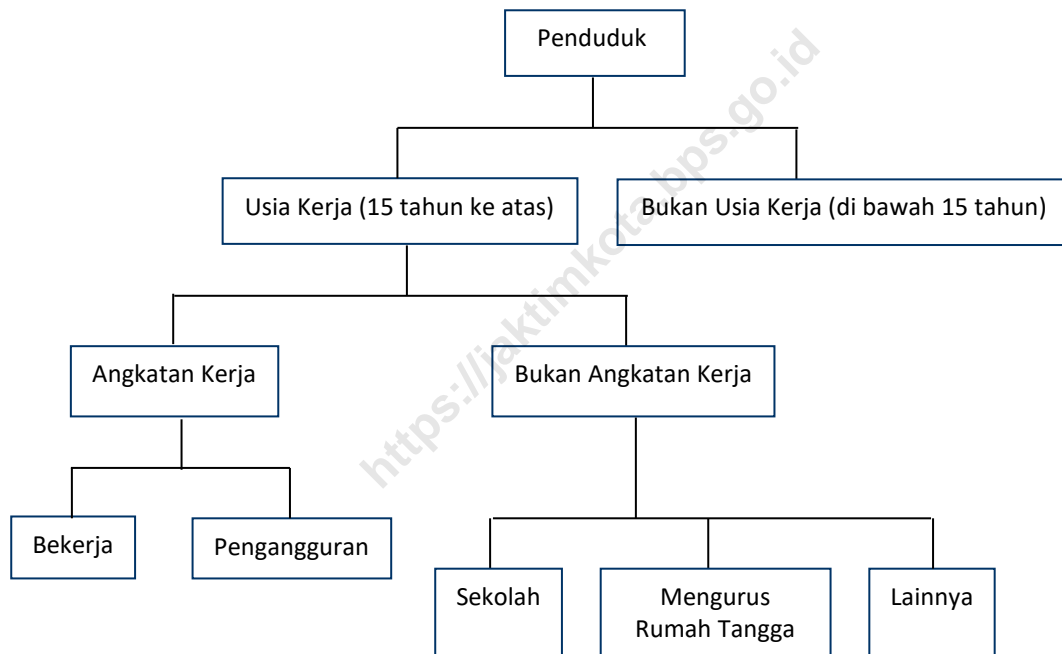 Penduduk
Usia Kerja (15 tahun ke atas)
Bukan Usia Kerja (di bawah 15 tahun)
Angkatan Kerja
Bukan Angkatan Kerja
Bekerja
Pengangguran
Sekolah
Mengurus
Rumah Tangga
Lainnya
https://jaktimkota.bps.go.id